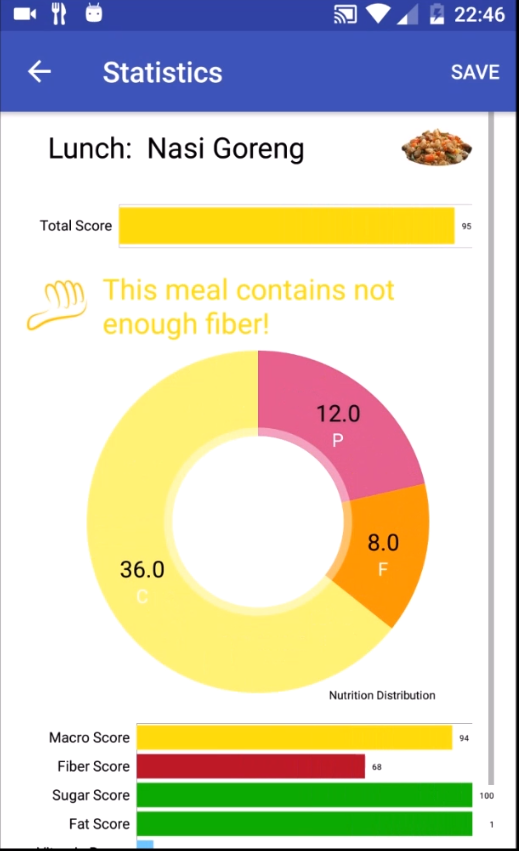 22:46
Statistics SAVE
Lunch: Nasi Goreng
Total Score 95
This meal contains not
enough fiber!
12.0
P
8.0
F
36.0
C
Nutrition Distribution
Macro Score 94
Fiber Score 68
Sugar Score 100
Fat Score 1